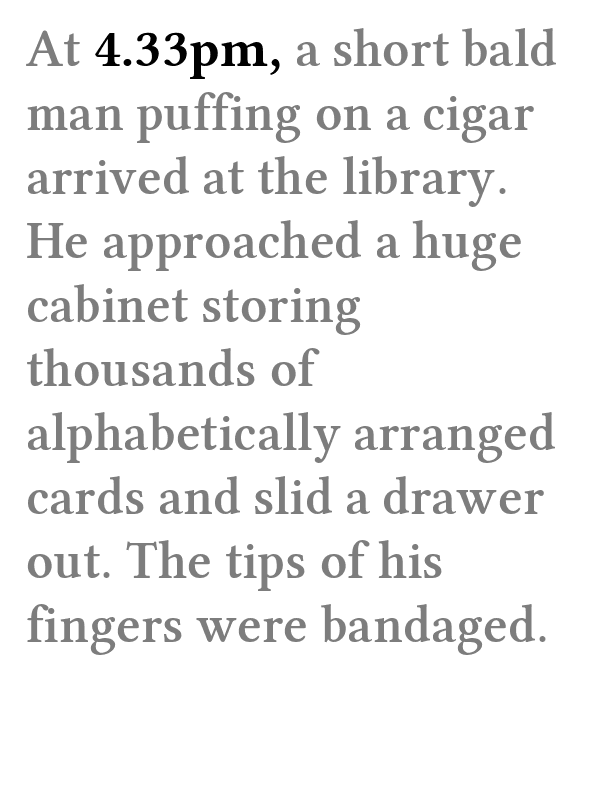 At 4.33pm, a short bald
man puffing on a cigar
arrived at the library.
He approached a huge
cabinet storing
thousands of
alphabetically arranged
cards and slid a drawer
out. The tips of his
fingers were bandaged.